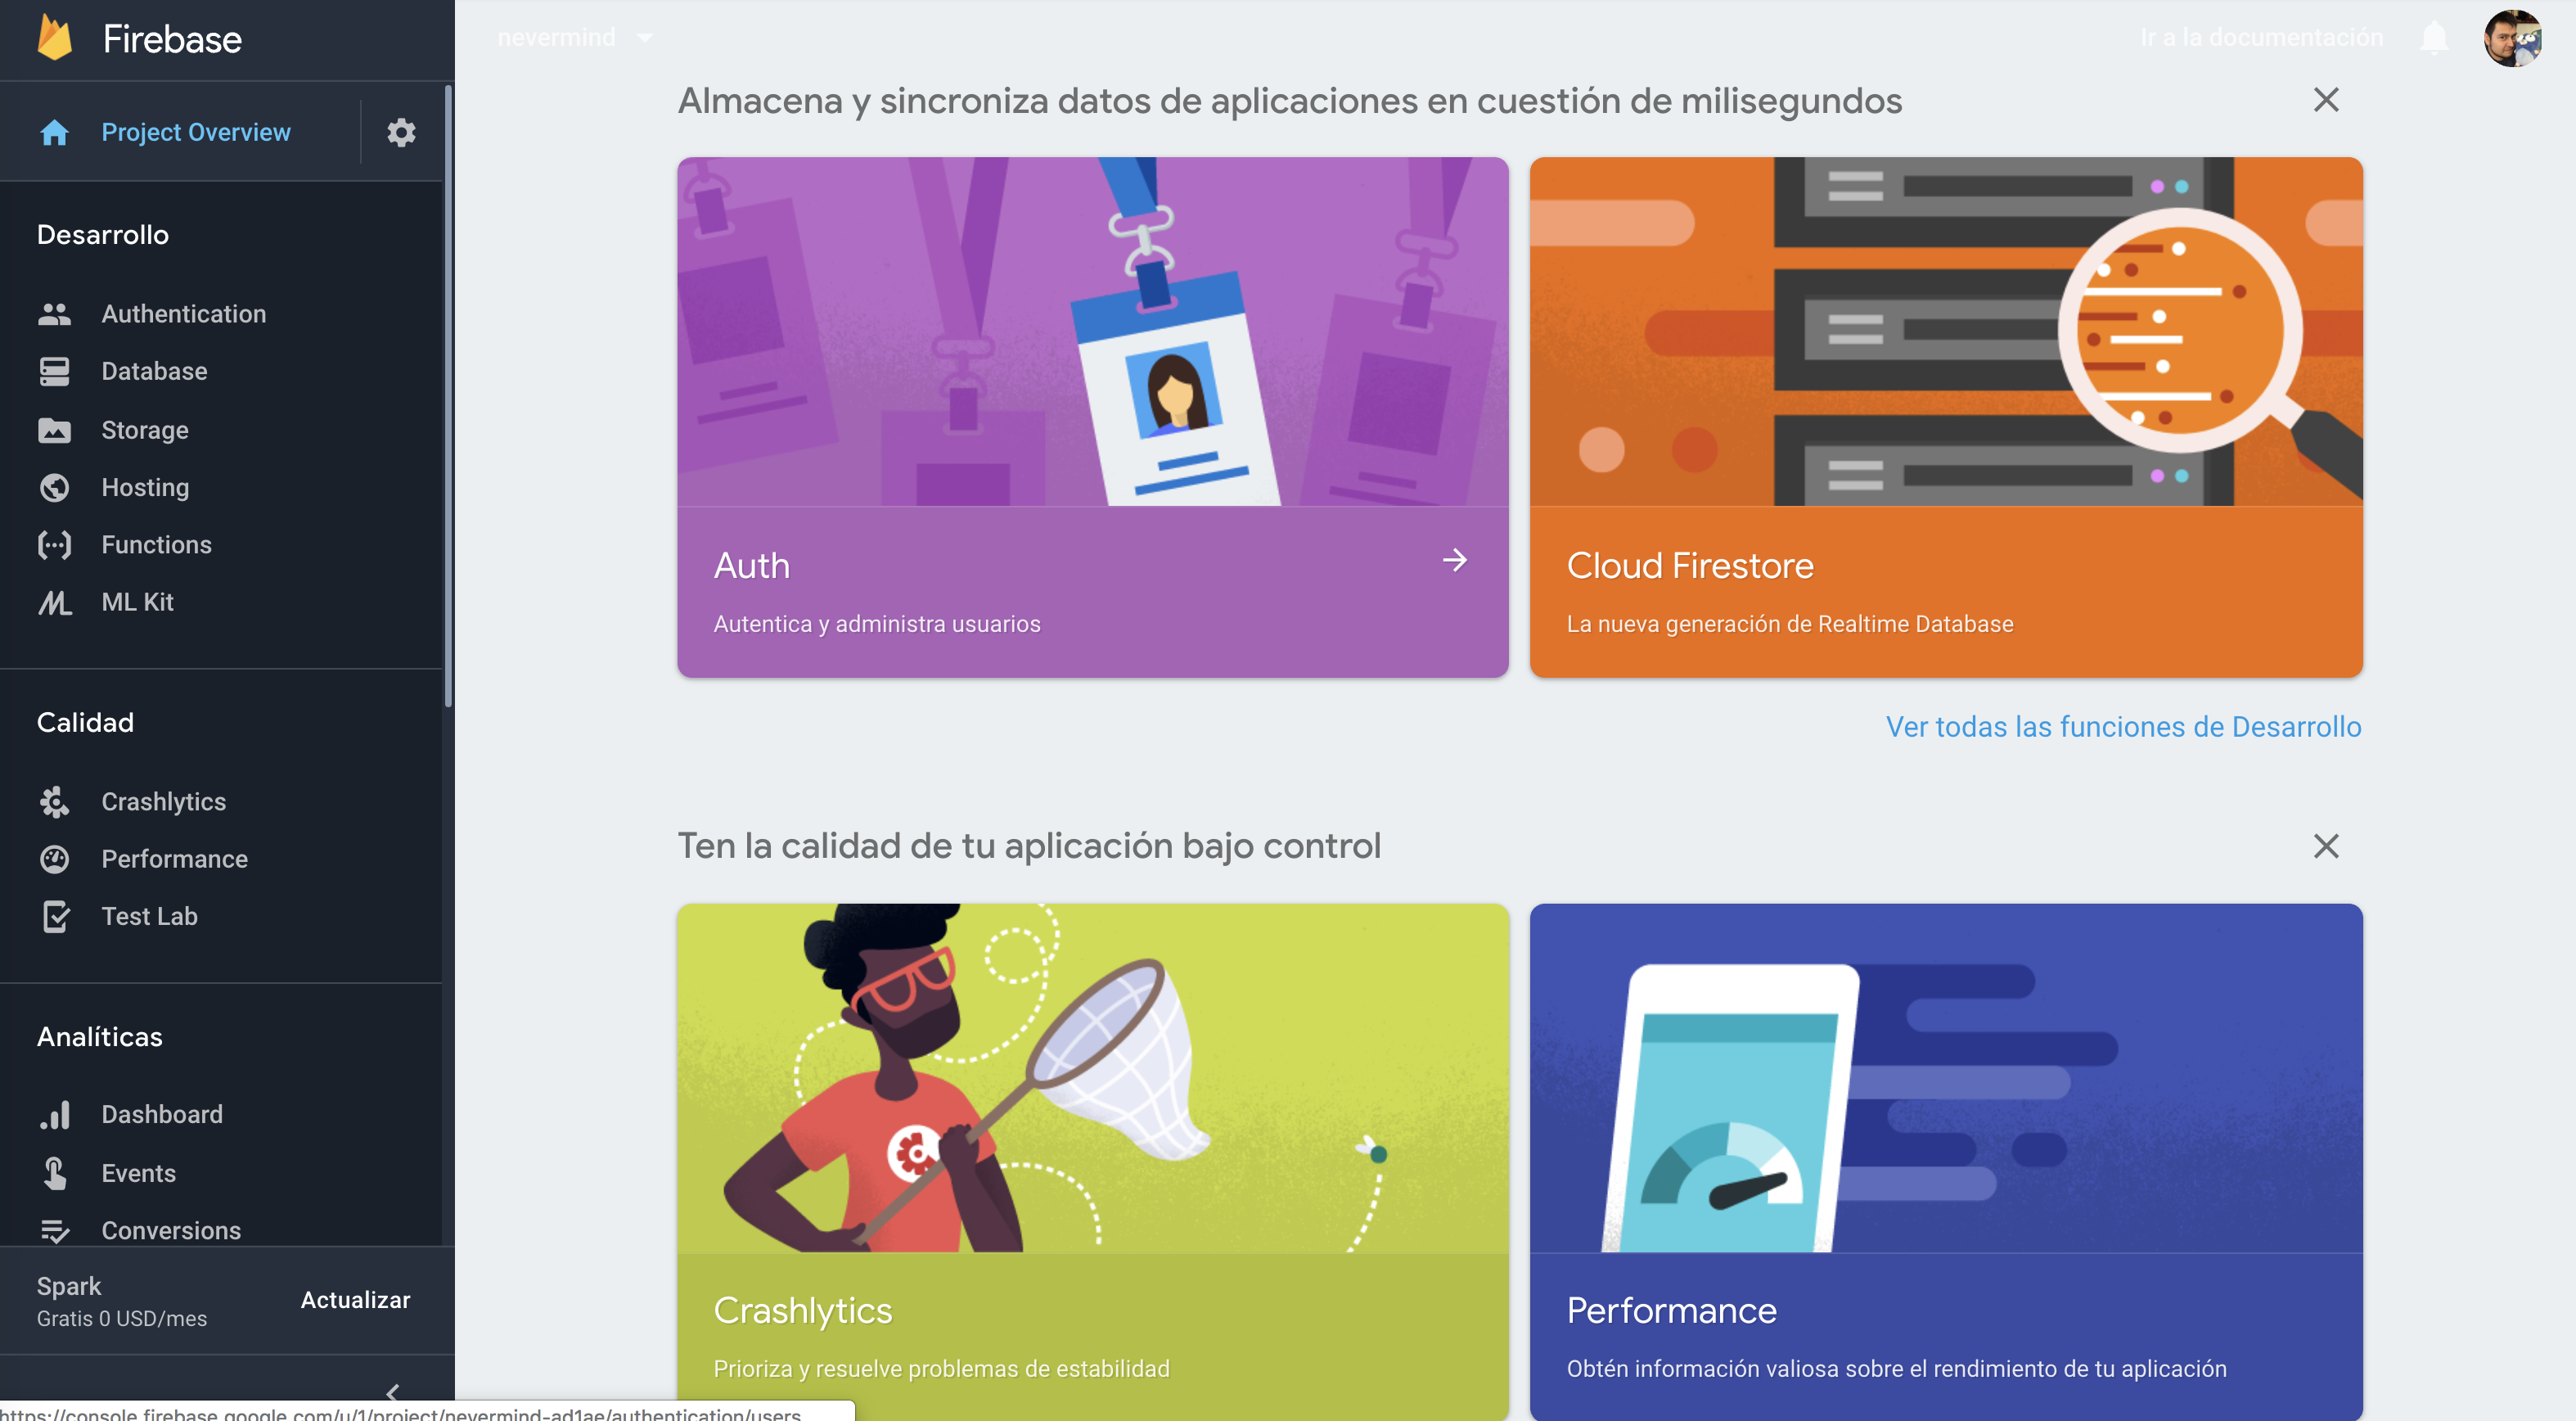 Firebase
Project Overview
Desarrollo
Authentication
Database
Storage
Hosting
Functions
ML Kit
Calidad
Crashlytics
Performance
Test Lab
Analíticas
Dashboard
Events
Conversions
Spark
Gratis 0 USD/mes
Actualizar
nevermind
Ir a la documentación
Almacena y sincroniza datos de aplicaciones en cuestión de milisegundos
Auth
Autentica y administra usuarios
Cloud Firestore
La nueva generación de Realtime Database
Ver todas las funciones de Desarrollo
Ten la calidad de tu aplicación bajo control
Crashlytics
Prioriza y resuelve problemas de estabilidad
Performance
Obtén información valiosa sobre el rendimiento de tu aplicación
https://console.firebase.google.com/u/1/project/nevermind-ad1ae/authentication/users